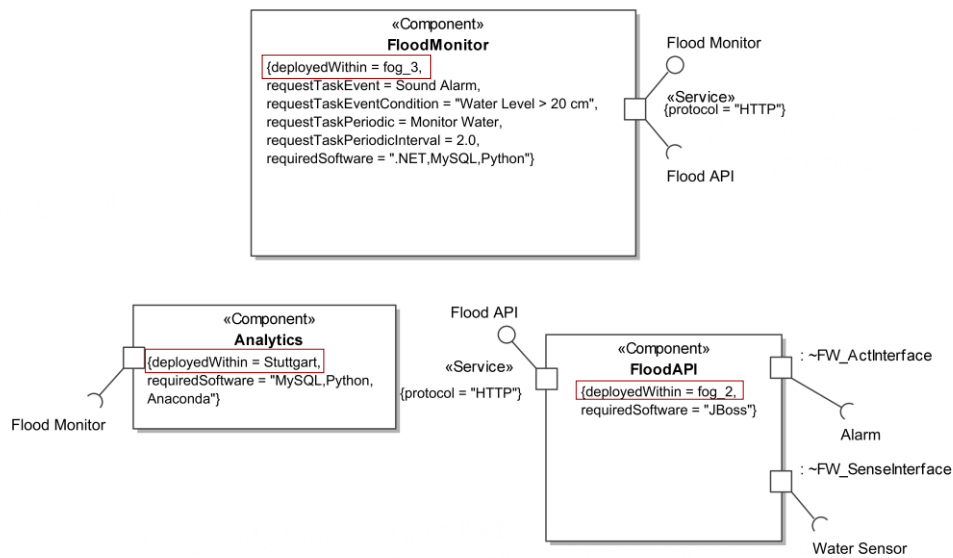 «Component»
FloodMonitor
{deployedWithin = fog_3,
requestTaskEvent = Sound Alarm,
requestTaskEventCondition = "Water Level > 20 cm",
requestTaskPeriodic = Monitor Water,
requestTaskPeriodicInterval = 2.0,
requiredSoftware = ".NET,MySQL,Python"}
Flood Monitor
«Service»
{protocol = "HTTP"}
Flood API
«Component»
Analytics
{deployedWithin = Stuttgart,
requiredSoftware = "MySQL,Python,
Anaconda"}
Flood Monitor
Flood API
«Service»
{protocol = "HTTP"}
«Component»
FloodAPI
{deployedWithin = fog_2,
requiredSoftware = "JBoss"}
: ~FW_ActInterface
Alarm
: ~FW_SenseInterface
Water Sensor